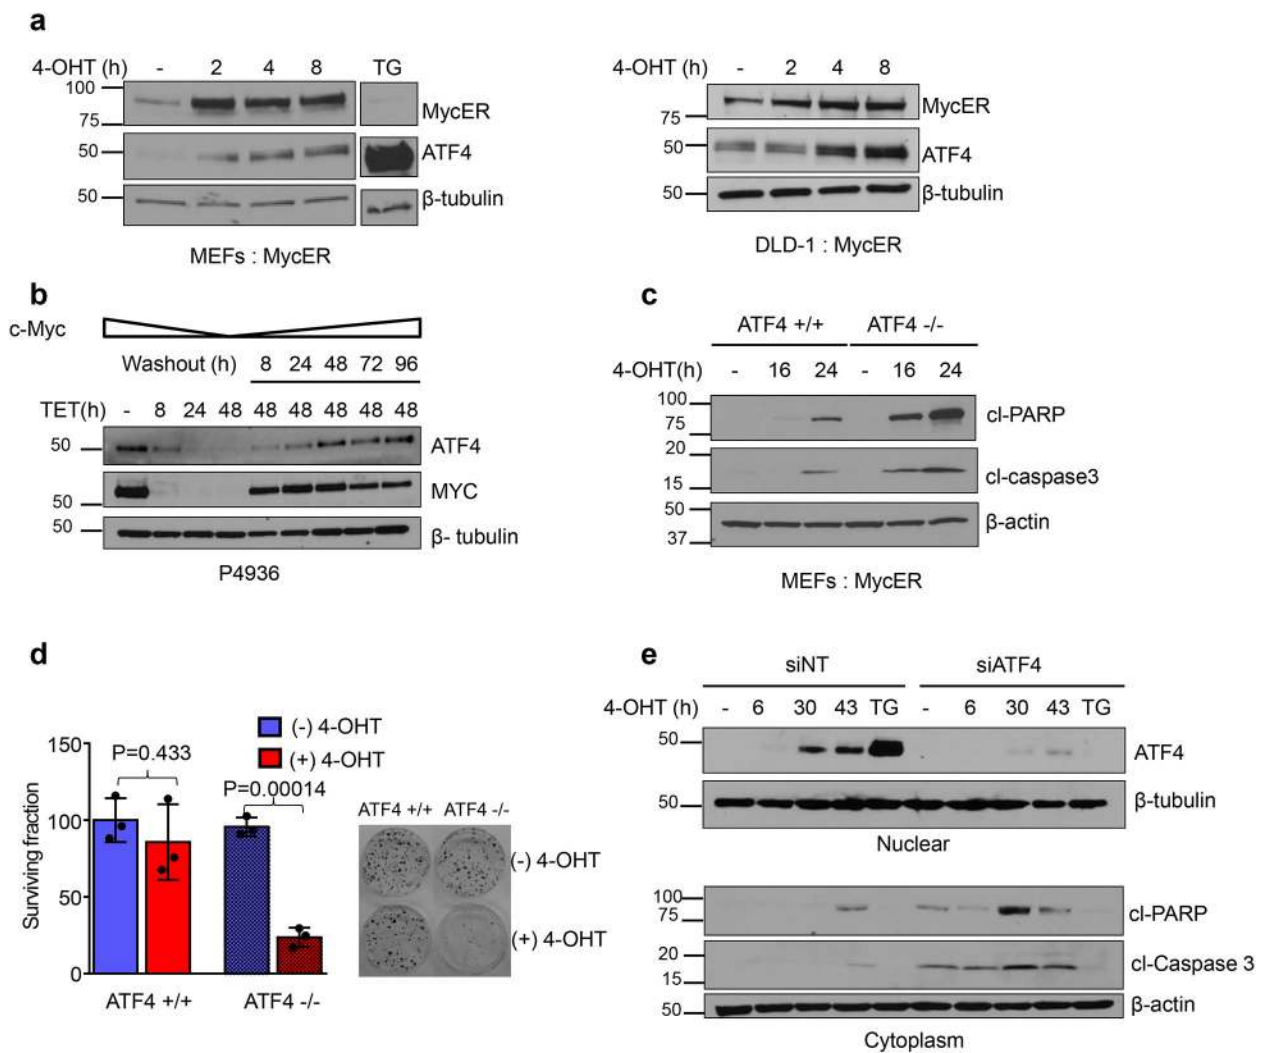 a
4-OHT (h) - 2 4 8 TG
100
75
MycER
50
ATF4
50
β-tubulin
MEFs : MycER
4-OHT (h) - 2 4 8
75
MycER
50
ATF4
50
β-tubulin
DLD-1 : MycER
b
c-Myc
Washout (h) 8 24 48 72 96
TET(h) - 8 24 48 48 48 48 48 48
50
ATF4
50
MYC
50
β- tubulin
P4936
c
ATF4 +/+ ATF4 -/-
4-OHT(h) - 16 24 - 16 24
100
75
cl-PARP
20
15
cl-caspase3
50
37
β-actin
MEFs : MycER
d
(-) 4-OHT
(+) 4-OHT
150
100
50
0
Surviving fraction
P=0.433
P=0.00014
ATF4 +/+ ATF4 -/-
ATF4 +/+ ATF4 -/-
(-) 4-OHT
(+) 4-OHT
e
siNT siATF4
4-OHT (h) - 6 30 43 TG - 6 30 43 TG
50
ATF4
50
β-tubulin
Nuclear
100
75
cl-PARP
20
15
cl-Caspase 3
50
β-actin
Cytoplasm